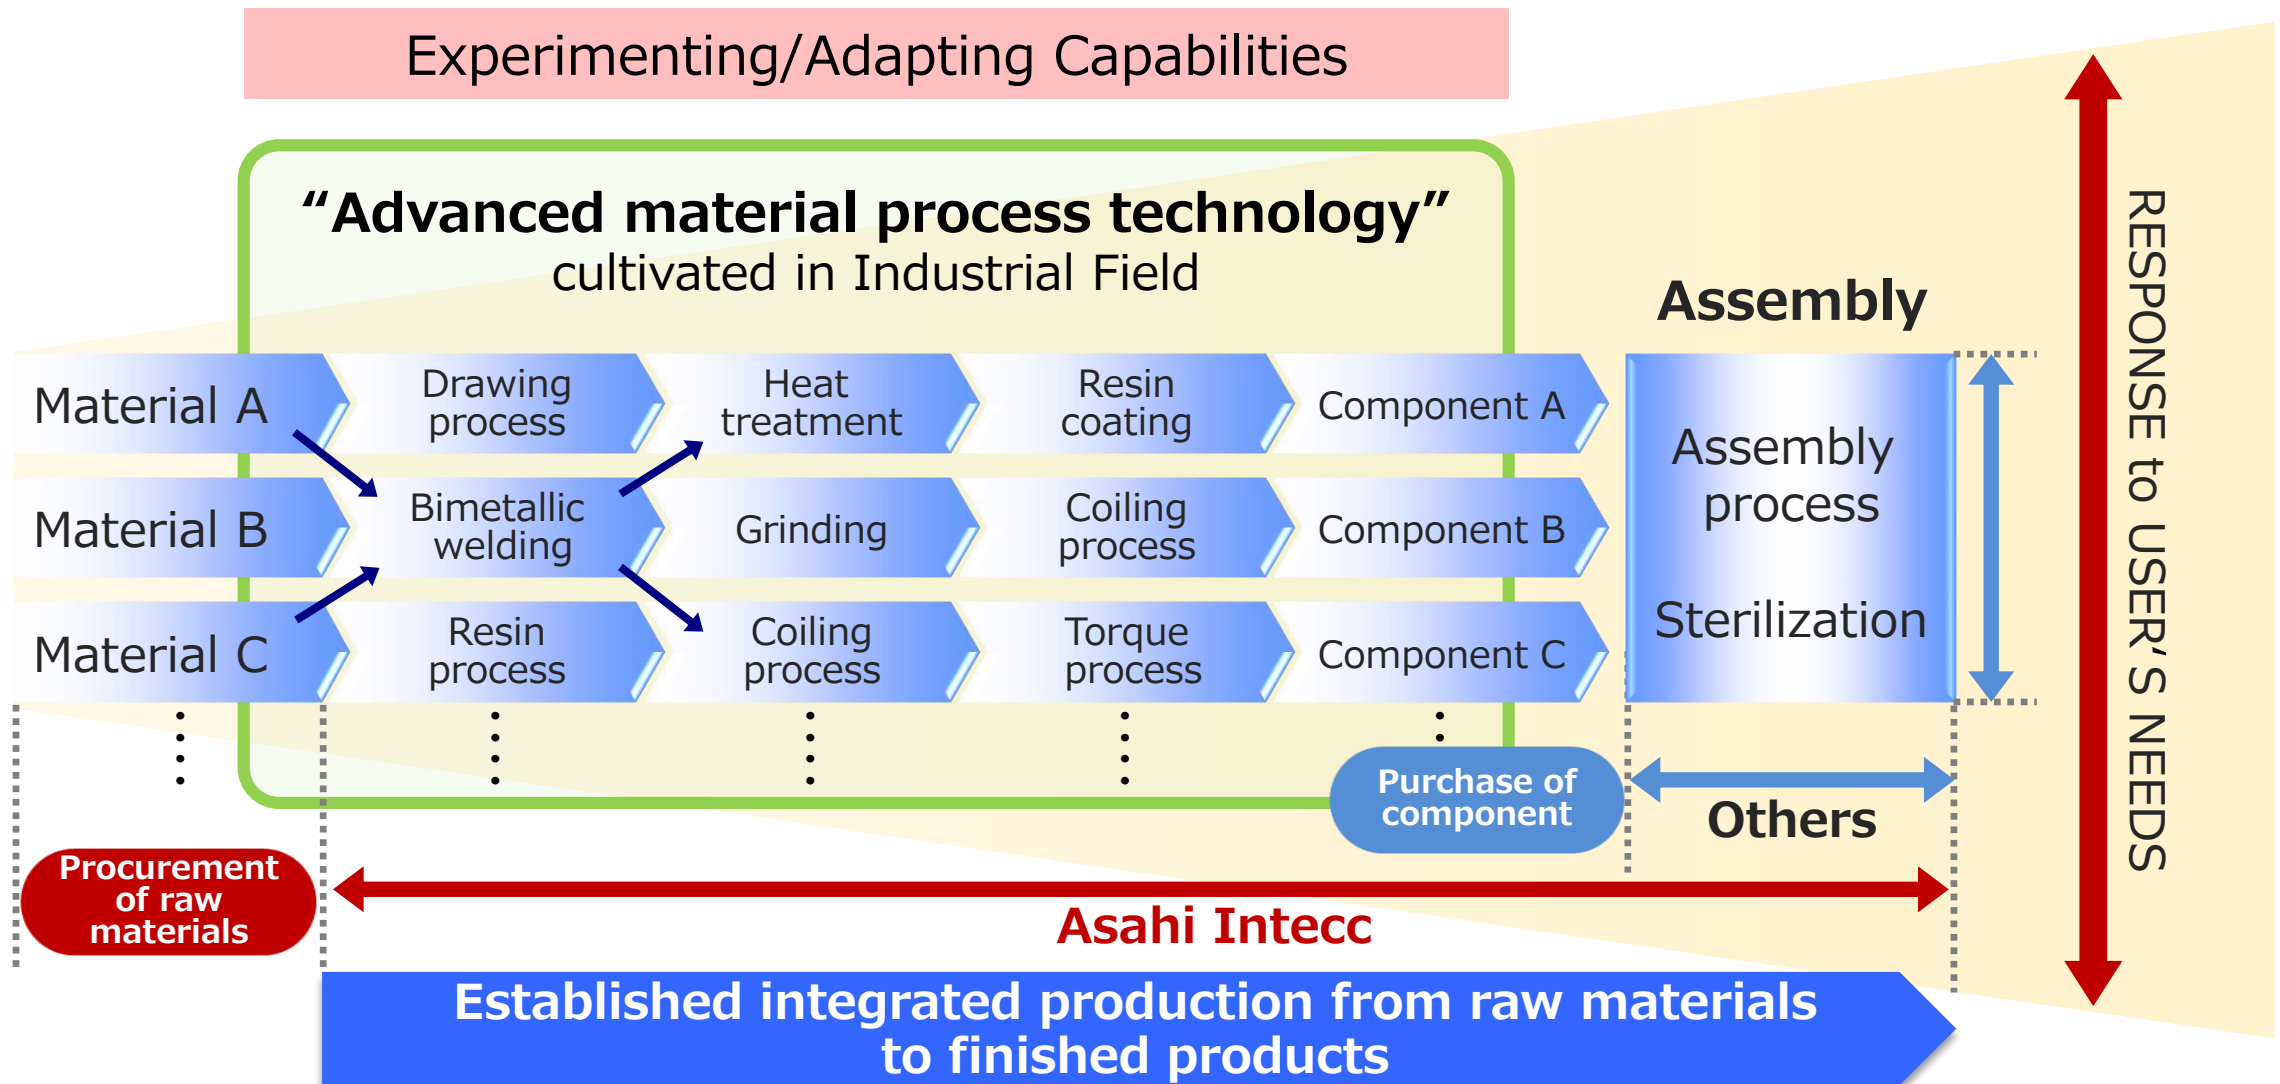 Experimenting/Adapting Capabilities
“Advanced material process technology”
cultivated in Industrial Field
Assembly
Material A
Drawing
process
Heat
treatment
Resin
coating
Component A
Material B
Bimetallic
welding
Grinding
Coiling
process
Component B
Material C
Resin
process
Coiling
process
Torque
process
Component C
Assembly
process
Sterilization
RESPONSE to USER‘S NEEDS
Purchase of
component
Others
Procurement
of raw
materials
Asahi Intecc
Established integrated production from raw materials
to finished products